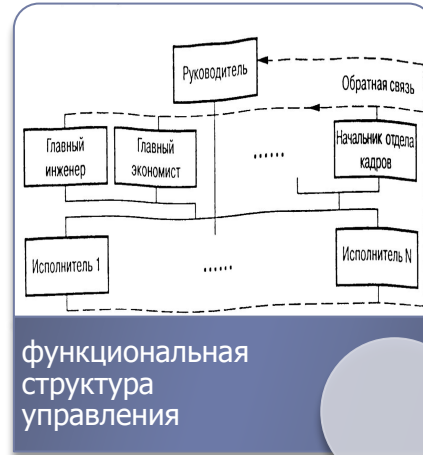 Руководитель
Обратная связь
Главный
инженер
Главный
экономист
......
Начальник отдела
кадров
Исполнитель 1
......
Исполнитель N
функциональная
структура
управления